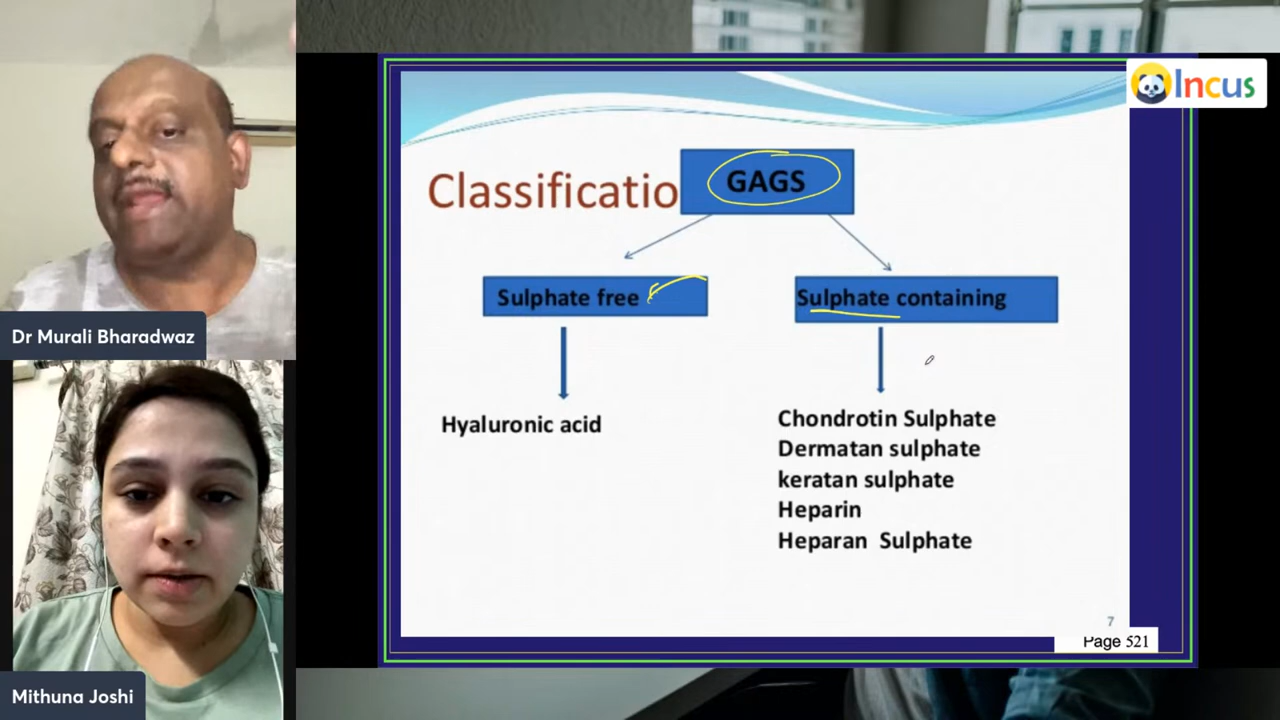 Incus
Classificatio
GAGS
Sulphate free
Sulphate containing
Hyaluronic acid
Chondrotin Sulphate
Dermatan sulphate
keratan sulphate
Heparin
Heparan Sulphate
7
Page 521
Dr Murali Bharadwaz
Mithuna Joshi